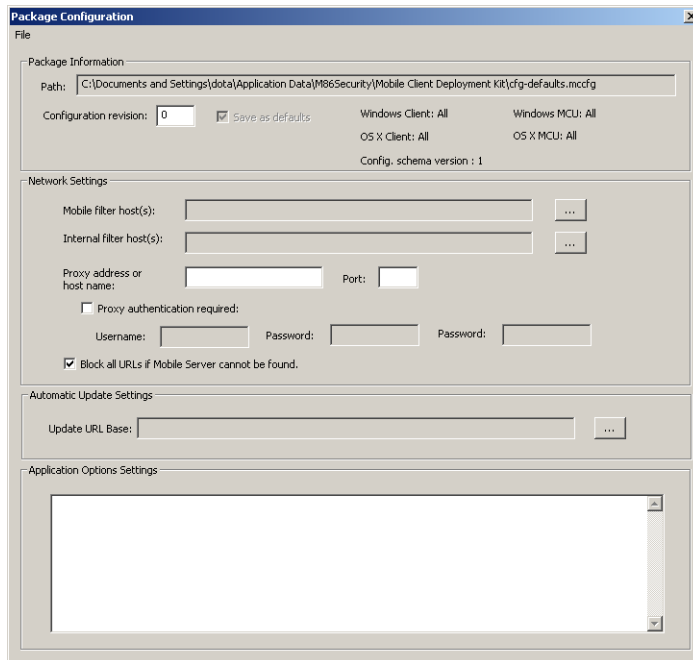 Package Configuration
File
Package Information
Path: C:\Documents and Settings\dota\Application Data\M86Security\Mobile Client Deployment Kit\cfg-defaults.mccfg
Configuration revision: 0 Save as defaults Windows Client: All Windows MCU: All
OS X Client: All OS X MCU: All
Config. schema version : 1
Network Settings
Mobile filter host(s): ...
Internal filter host(s): ...
Proxy address or
host name: Port:
Proxy authentication required:
Username: Password: Password:
Block all URLs if Mobile Server cannot be found.
Automatic Update Settings
Update URL Base: ...
Application Options Settings